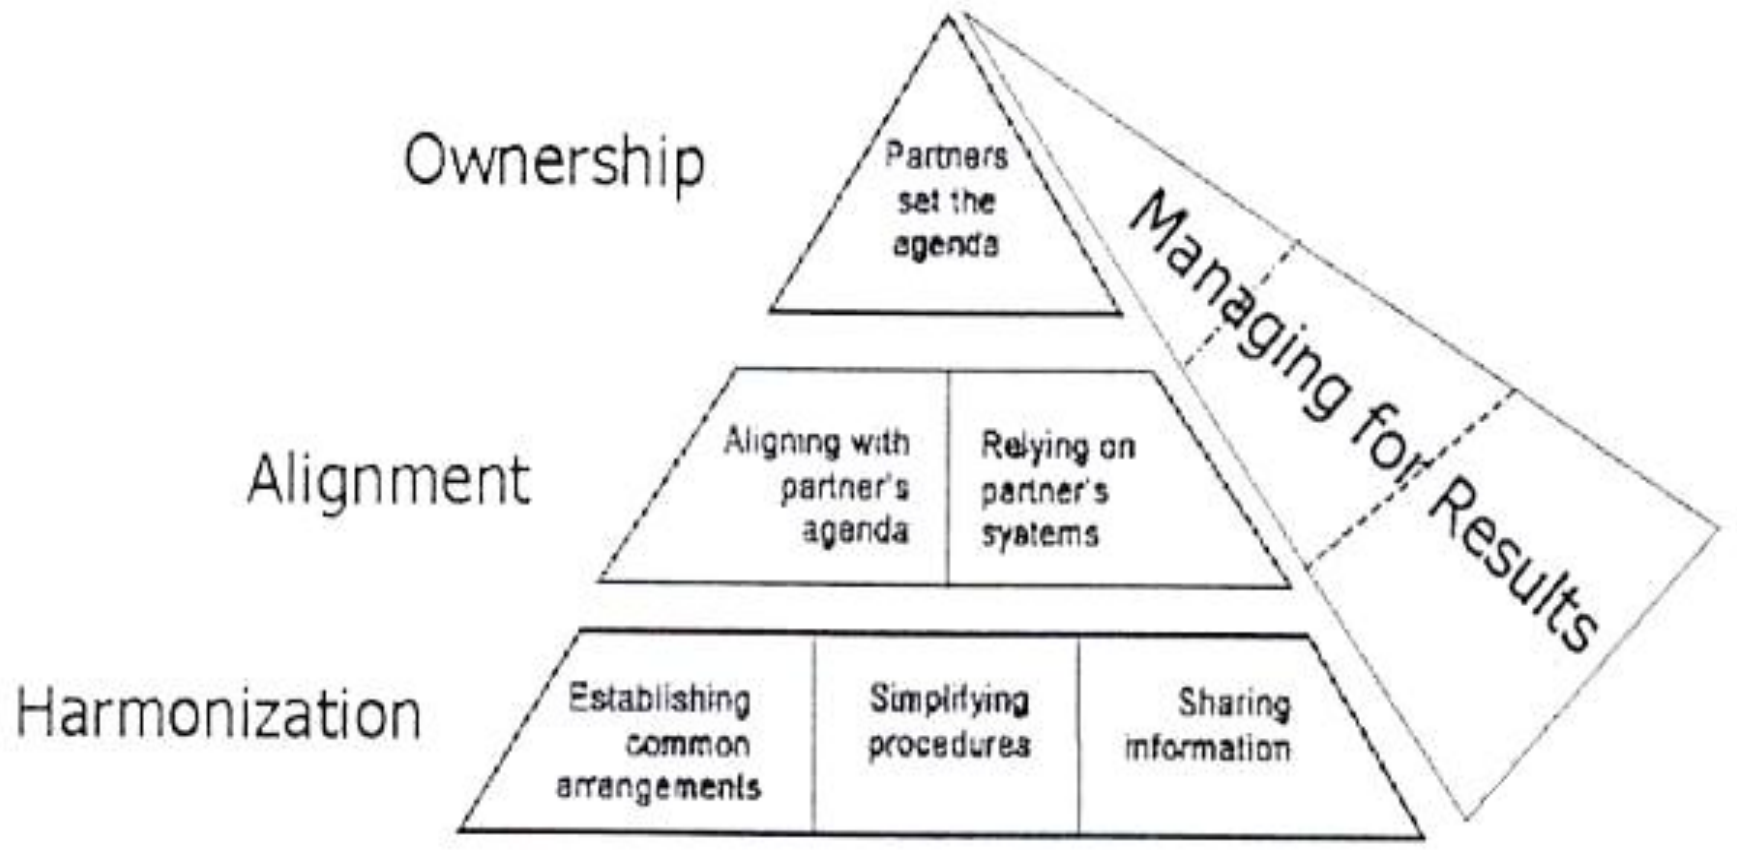 Ownership
Partners
set the
agenda
Managing for Results
Alignment
Aligning with
partner's
agenda
Relying on
partner's
systems
Harmonization
Establishing
common
arrangements
Simplifying
procedures
Sharing
information